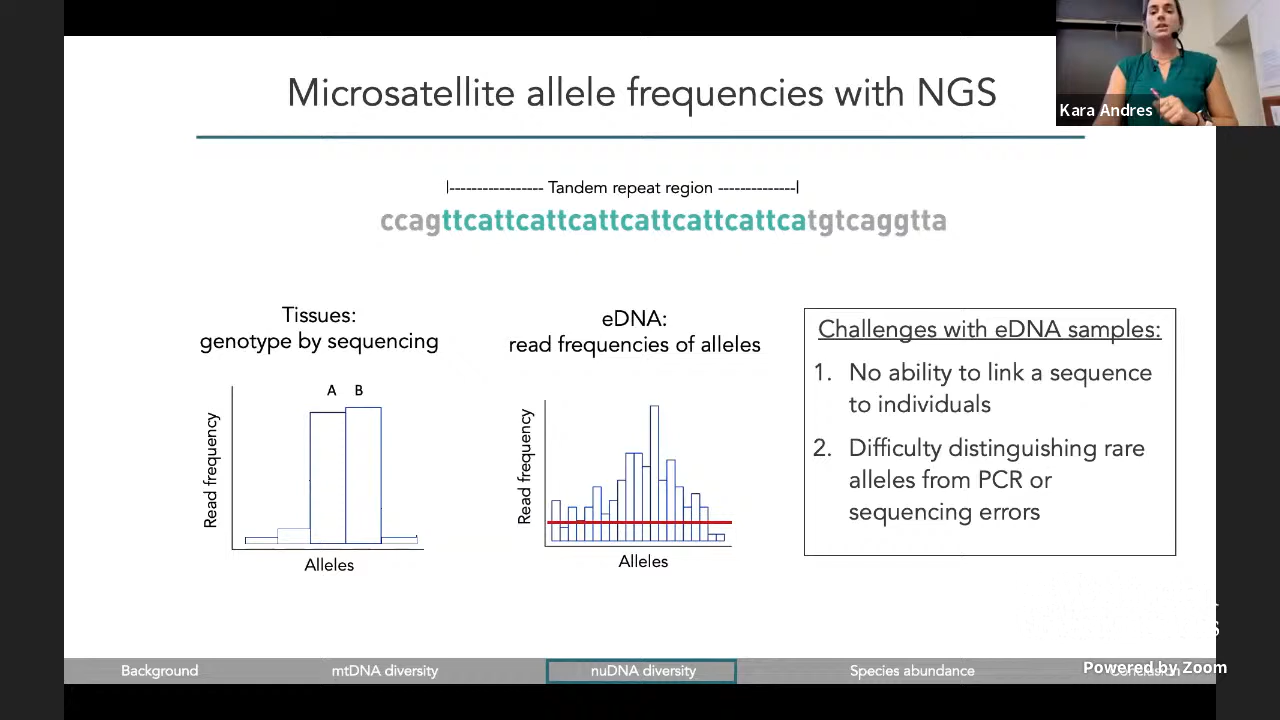 Microsatellite allele frequencies with NGS
Kara Andres
|----------------- Tandem repeat region --------------|
ccagttcattcattcattcattcattcattcatgtcaggtta
Tissues:
genotype by sequencing
A B
Read frequency
Alleles
eDNA:
read frequencies of alleles
Read frequency
Alleles
Challenges with eDNA samples:
1. No ability to link a sequence
to individuals
2. Difficulty distinguishing rare
alleles from PCR or
sequencing errors
Background
mtDNA diversity
nuDNA diversity
Species abundance
Conclusion
Powered by Zoom